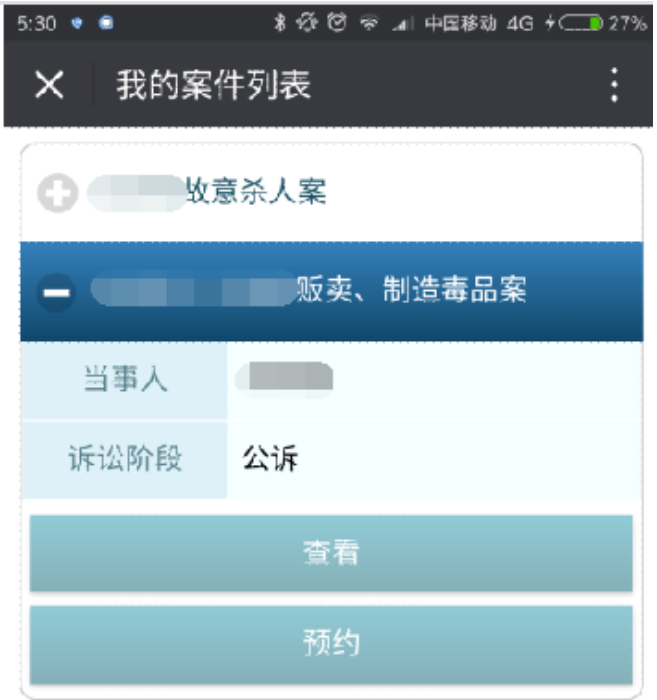 5:30 中国移动 4G 27%
我的案件列表
故意杀人案
贩卖、制造毒品案
当事人
诉讼阶段 公诉
查看
预约